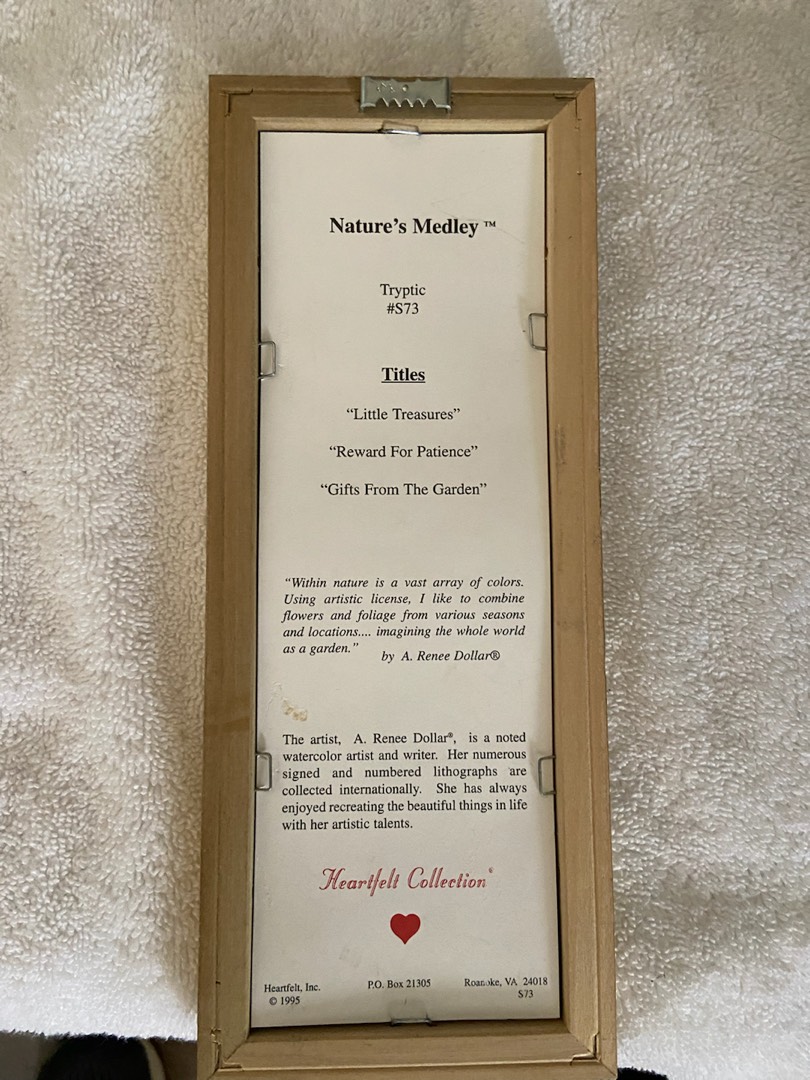 Nature's Medley ™
Tryptic
#S73
Titles
“Little Treasures”
“Reward For Patience”
“Gifts From The Garden”
“Within nature is a vast array of colors.
Using artistic license, I like to combine
flowers and foliage from various seasons
and locations.... imagining the whole world
as a garden.”
by A. Renee Dollar®
The artist, A. Renee Dollar®, is a noted
watercolor artist and writer. Her numerous
signed and numbered lithographs are
collected internationally. She has always
enjoyed recreating the beautiful things in life
with her artistic talents.
Heartfelt Collection®
Heartfelt, Inc. P.O. Box 21305 Roanoke, VA 24018
© 1995 S73